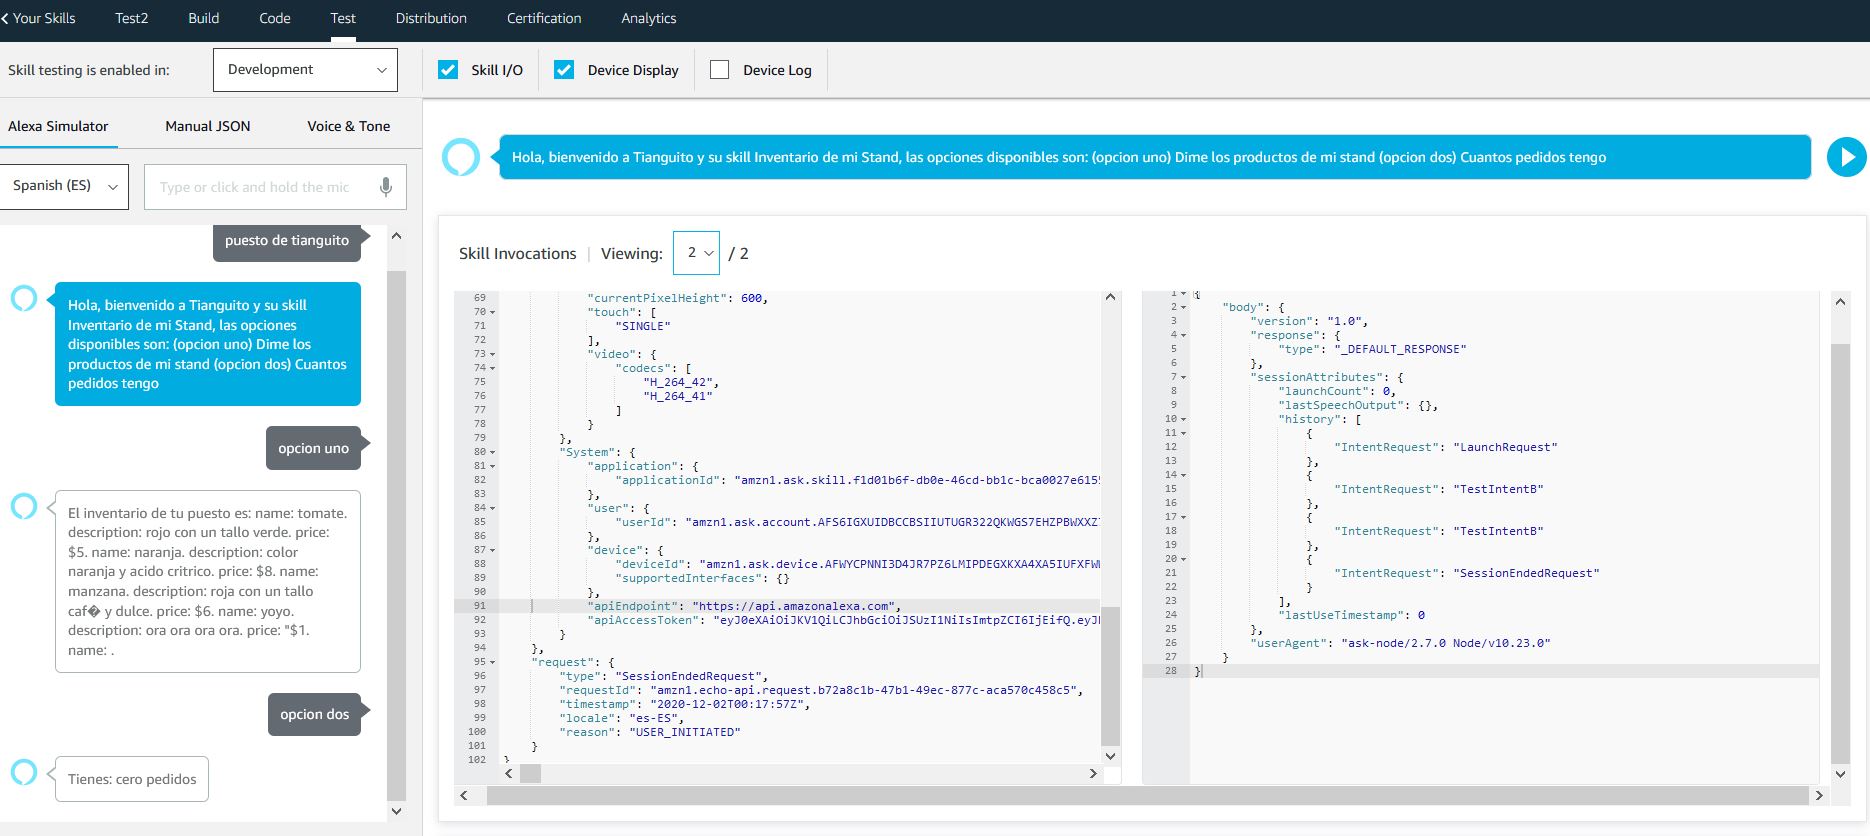 Your Skills Test2 Build Code Test Distribution Certification Analytics
Skill testing is enabled in: Development Skill I/O Device Display Device Log
Alexa Simulator Manual JSON Voice & Tone
Spanish (ES) Type or click and hold the mic
puesto de tianguito
Hola, bienvenido a Tianguito y su skill
Inventario de mi Stand, las opciones
disponibles son: (opcion uno) Dime los
productos de mi stand (opcion dos) Cuantos
pedidos tengo
opcion uno
El inventario de tu puesto es: name: tomate.
description: rojo con un tallo verde. price:
$5. name: naranja. description: color
naranja y acido critrico. price: $8. name:
manzana. description: roja con un tallo
caf� y dulce. price: $6. name: yoyo.
description: ora ora ora ora. price: "$1.
name: .
opcion dos
Tienes: cero pedidos
Hola, bienvenido a Tianguito y su skill Inventario de mi Stand, las opciones disponibles son: (opcion uno) Dime los productos de mi stand (opcion dos) Cuantos pedidos tengo
Skill Invocations | Viewing: 2 / 2
69 "currentPixelHeight": 600,
70 "touch": [
71 "SINGLE"
72 ],
73 "video": {
74 "codecs": [
75 "H_264_42",
76 "H_264_41"
77 ]
78 }
79 },
80 "System": {
81 "application": {
82 "applicationId": "amzn1.ask.skill.f1d01b6f-db0e-46cd-bb1c-bca0027e615
83 },
84 "user": {
85 "userId": "amzn1.ask.account.AFS6IGXUIDBCCBSIIUTUGR322QKWGS7EHZPBWXXZ
86 },
87 "device": {
88 "deviceId": "amzn1.ask.device.AFWYCPNNI3D4JR7PZ6LMIPDEGXKXA4XA5IUFXFW
89 "supportedInterfaces": {}
90 },
91 "apiEndpoint": "https://api.amazonalexa.com",
92 "apiAccessToken": "eyJ0eXAiOiJKV1QiLCJhbGciOiJSUzI1NiIsImtpZCI6IjEifQ.eyJ
93 }
94 },
95 "request": {
96 "type": "SessionEndedRequest",
97 "requestId": "amzn1.echo-api.request.b72a8c1b-47b1-49ec-877c-aca570c458c5",
98 "timestamp": "2020-12-02T00:17:57Z",
99 "locale": "es-ES",
100 "reason": "USER_INITIATED"
101 }
102 }
1 {
2 "body": {
3 "version": "1.0",
4 "response": {
5 "type": "_DEFAULT_RESPONSE"
6 },
7 "sessionAttributes": {
8 "launchCount": 0,
9 "lastSpeechOutput": {},
10 "history": [
11 {
12 "IntentRequest": "LaunchRequest"
13 },
14 {
15 "IntentRequest": "TestIntentB"
16 },
17 {
18 "IntentRequest": "TestIntentB"
19 },
20 {
21 "IntentRequest": "SessionEndedRequest"
22 }
23 ],
24 "lastUseTimestamp": 0
25 },
26 "userAgent": "ask-node/2.7.0 Node/v10.23.0"
27 }
28 }